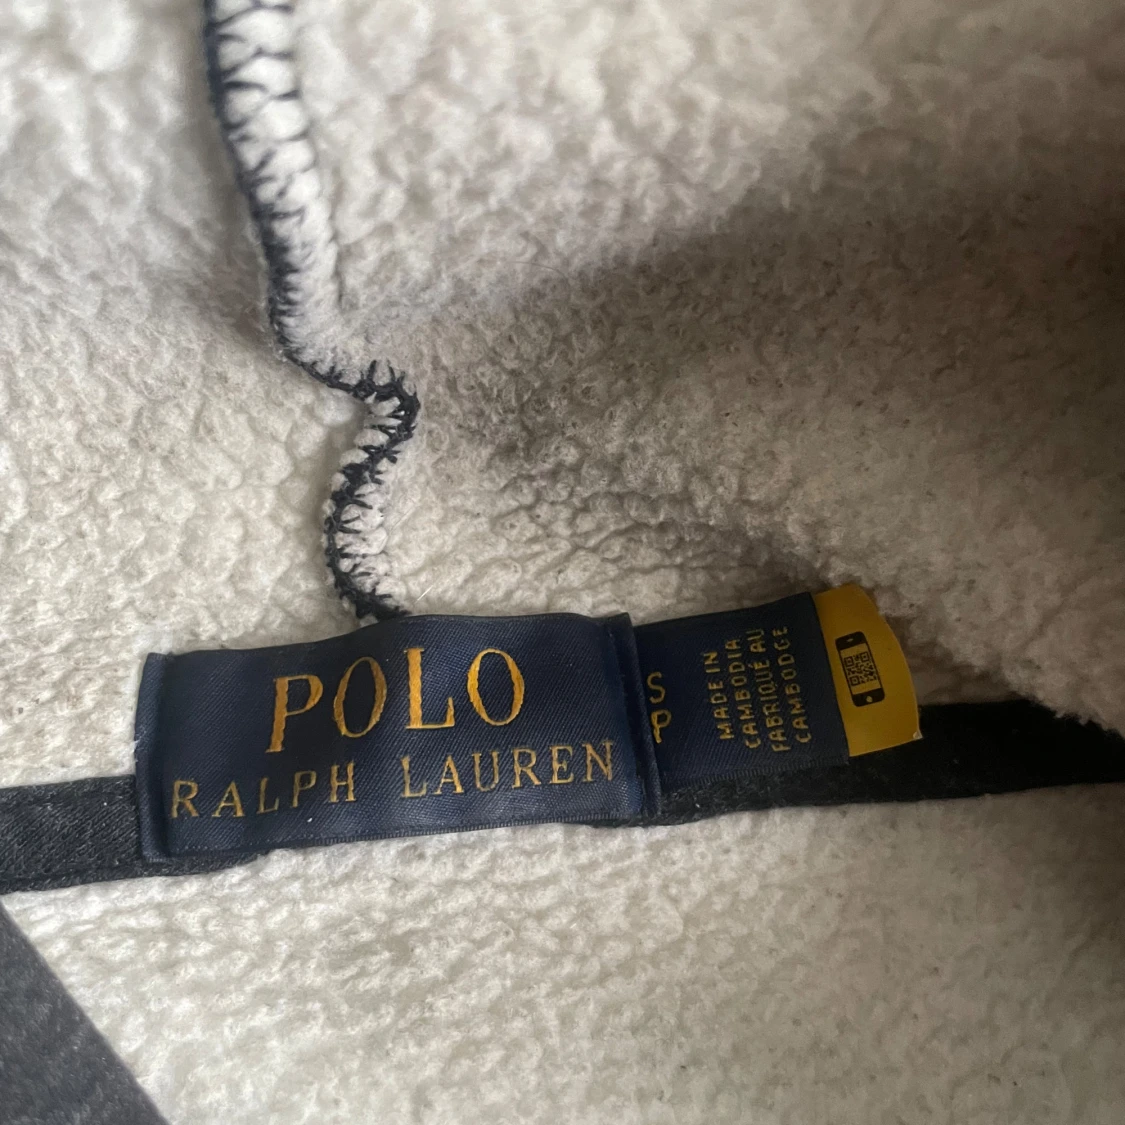 POLO
RALPH LAUREN
S
P
MADE IN
CAMBODIA
FABRIQUÉ AU
CAMBODGE